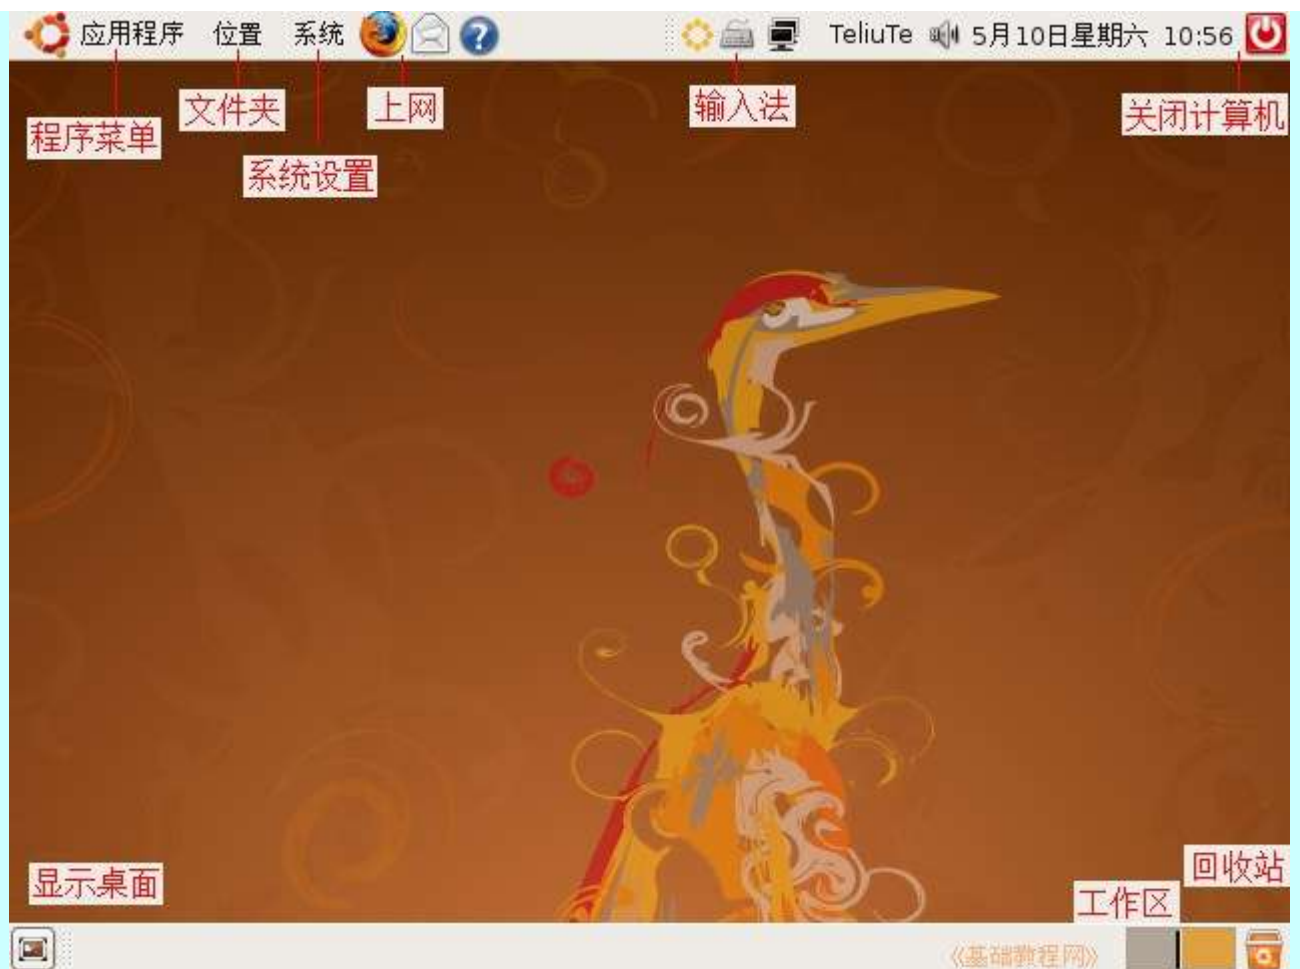 应用程序 位置 系统 TeliuTe 5月10日星期六 10:56
程序菜单
文件夹
系统设置
上网
输入法
关闭计算机
显示桌面
回收站
工作区
《基础教程网》